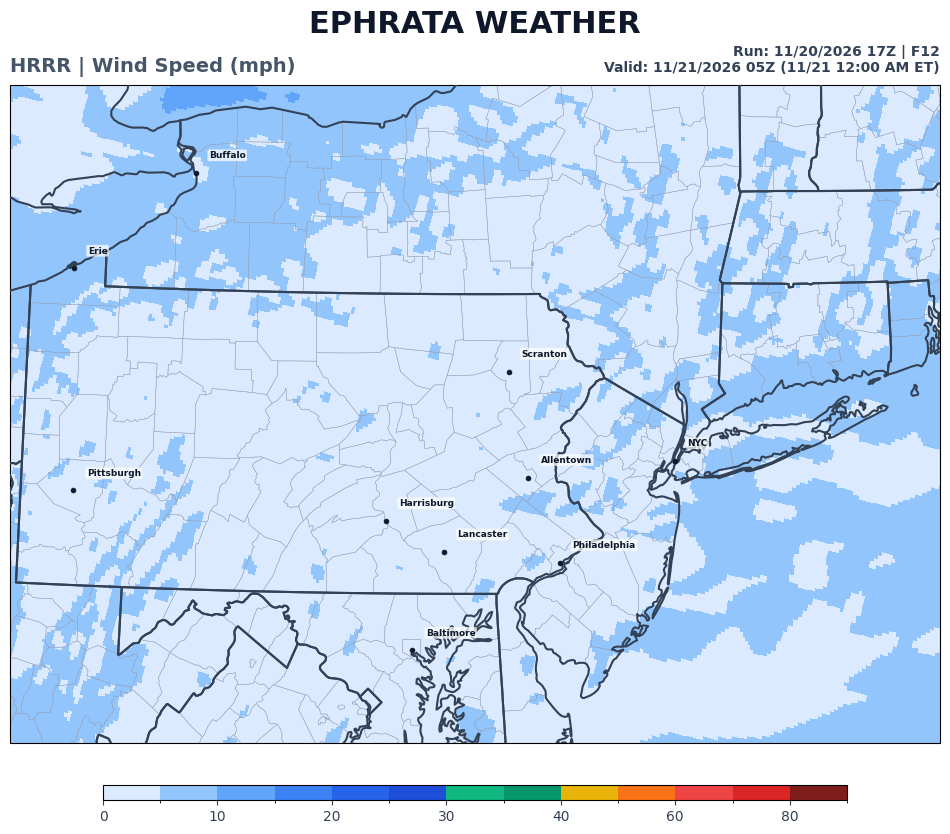 EPHRATA WEATHER
HRRR | Wind Speed (mph)
Run: 11/20/2026 17Z | F12
Valid: 11/21/2026 05Z (11/21 12:00 AM ET)
Buffalo
Erie
Scranton
NYC
Allentown
Pittsburgh
Harrisburg
Lancaster
Philadelphia
Baltimore
0 10 20 30 40 60 80